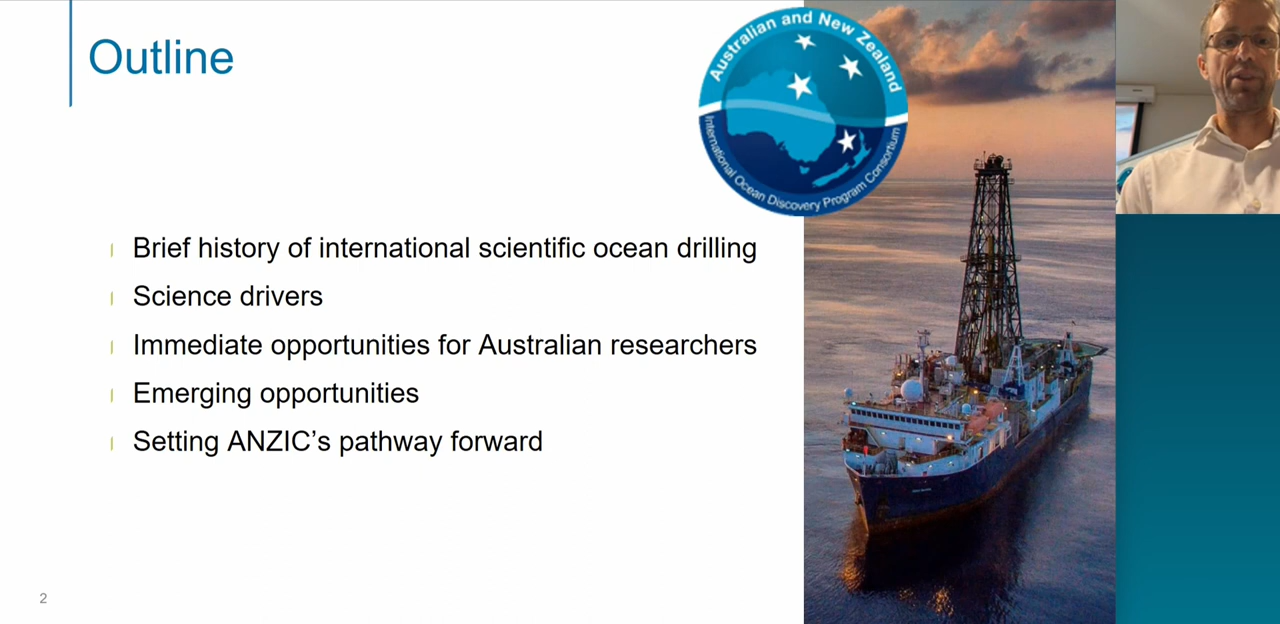 Outline
Australian and New Zealand
International Ocean Discovery Program Consortium
Brief history of international scientific ocean drilling
Science drivers
Immediate opportunities for Australian researchers
Emerging opportunities
Setting ANZIC’s pathway forward
2